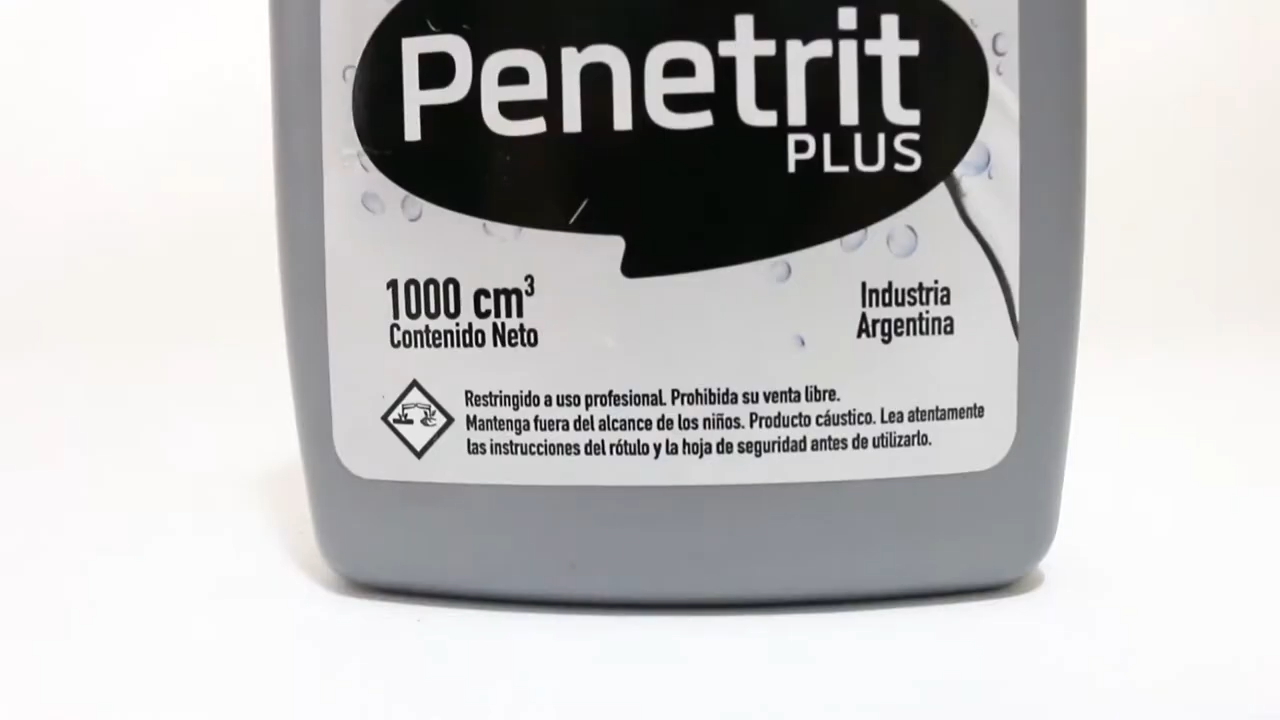 Penetrit
PLUS
1000 cm³
Contenido Neto
Industria
Argentina
Restringido a uso profesional. Prohibida su venta libre.
Mantenga fuera del alcance de los niños. Producto cáustico. Lea atentamente
las instrucciones del rótulo y la hoja de seguridad antes de utilizarlo.